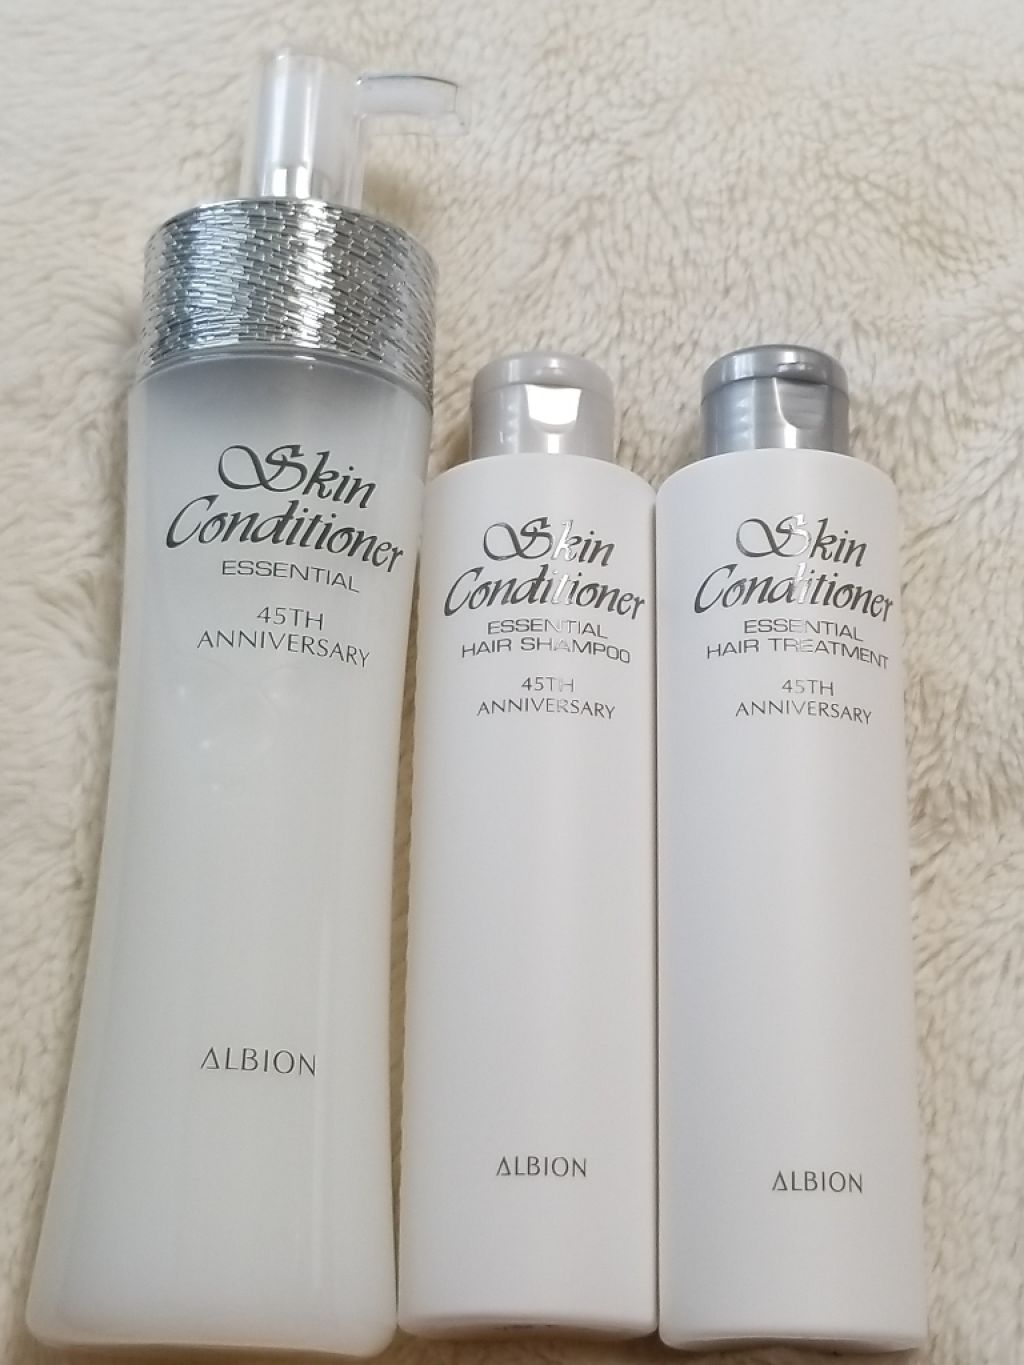 Skin
Conditioner
ESSENTIAL
45TH
ANNIVERSARY
ALBION
Skin
Conditioner
ESSENTIAL
HAIR SHAMPOO
45TH
ANNIVERSARY
ALBION
Skin
Conditioner
ESSENTIAL
HAIR TREATMENT
45TH
ANNIVERSARY
ALBION